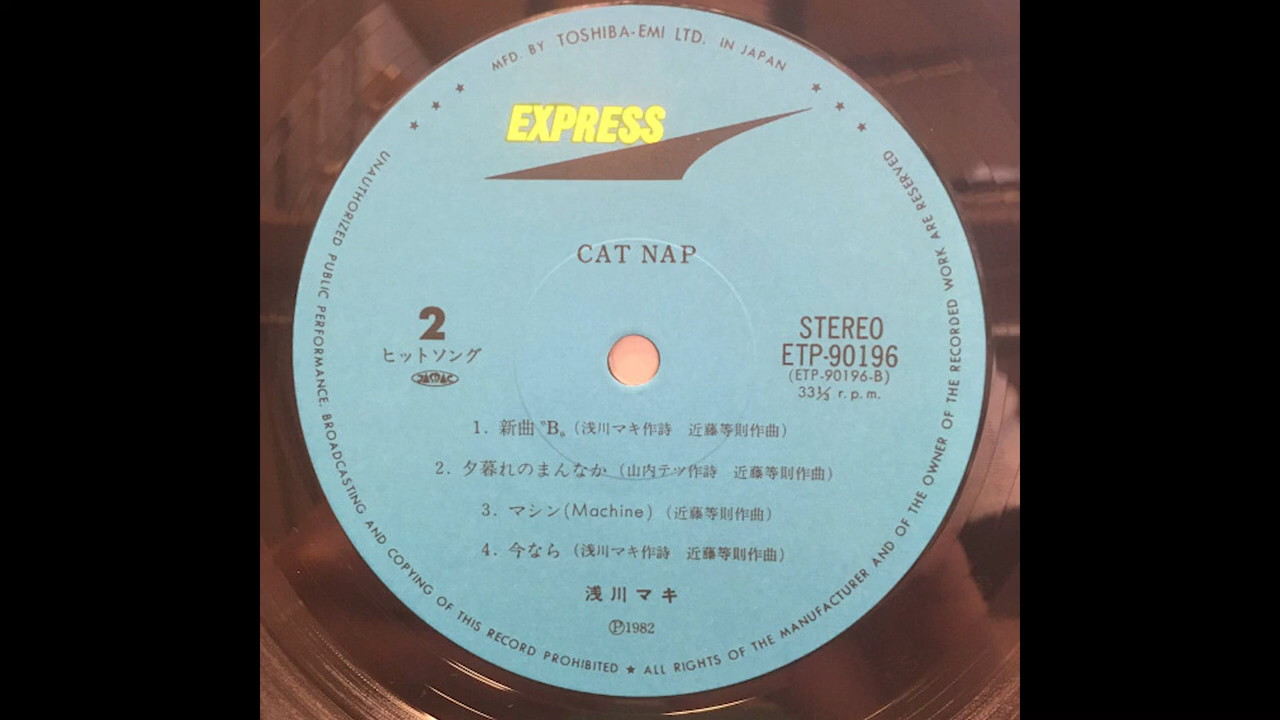 MFD. BY TOSHIBA-EMI LTD. IN JAPAN
EXPRESS
CAT NAP
2
ヒットソング
JASRAC
STEREO
ETP-90196
(ETP-90196-B)
33⅓ r.p.m.
1. 新曲〝B〟(浅川マキ作詩 近藤等則作曲)
2. 夕暮れのまんなか (山内テツ作詩 近藤等則作曲)
3. マシン(Machine) (近藤等則作曲)
4. 今なら (浅川マキ作詩 近藤等則作曲)
浅川マキ
Ⓟ1982
UNAUTHORIZED PUBLIC PERFORMANCE. BROADCASTING AND COPYING OF THIS RECORD PROHIBITED ★ ALL RIGHTS OF THE MANUFACTURER AND OF THE OWNER OF THE RECORDED WORK ARE RESERVED